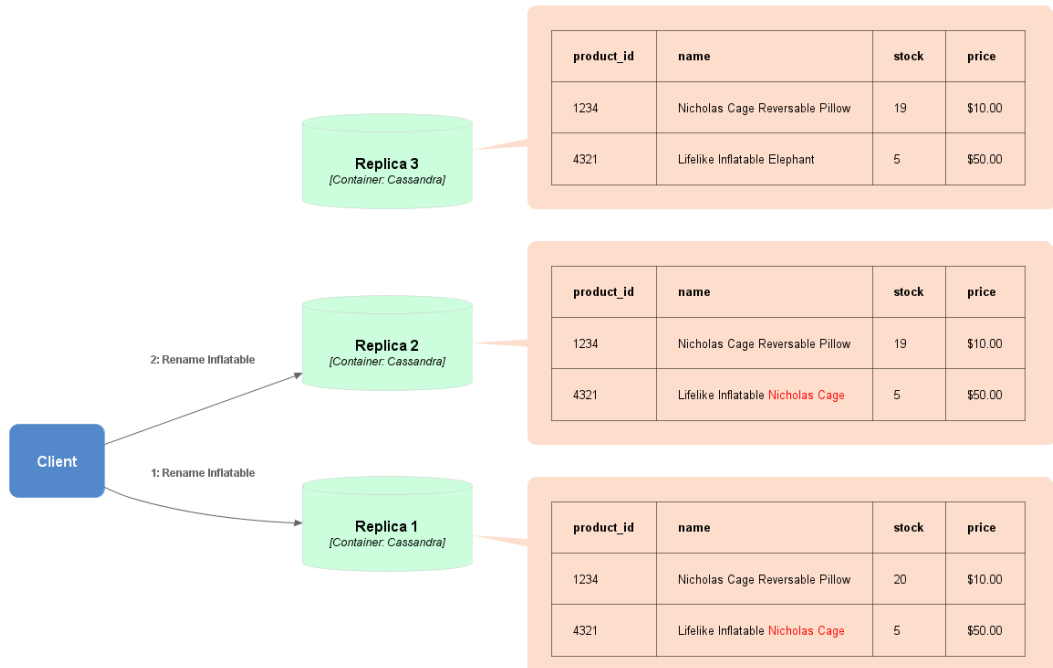 product_id name stock price
1234 Nicholas Cage Reversable Pillow 19 $10.00
4321 Lifelike Inflatable Elephant 5 $50.00
Replica 3
[Container: Cassandra]
product_id name stock price
1234 Nicholas Cage Reversable Pillow 19 $10.00
4321 Lifelike Inflatable Nicholas Cage 5 $50.00
Replica 2
[Container: Cassandra]
2: Rename Inflatable
Client
1: Rename Inflatable
Replica 1
[Container: Cassandra]
product_id name stock price
1234 Nicholas Cage Reversable Pillow 20 $10.00
4321 Lifelike Inflatable Nicholas Cage 5 $50.00